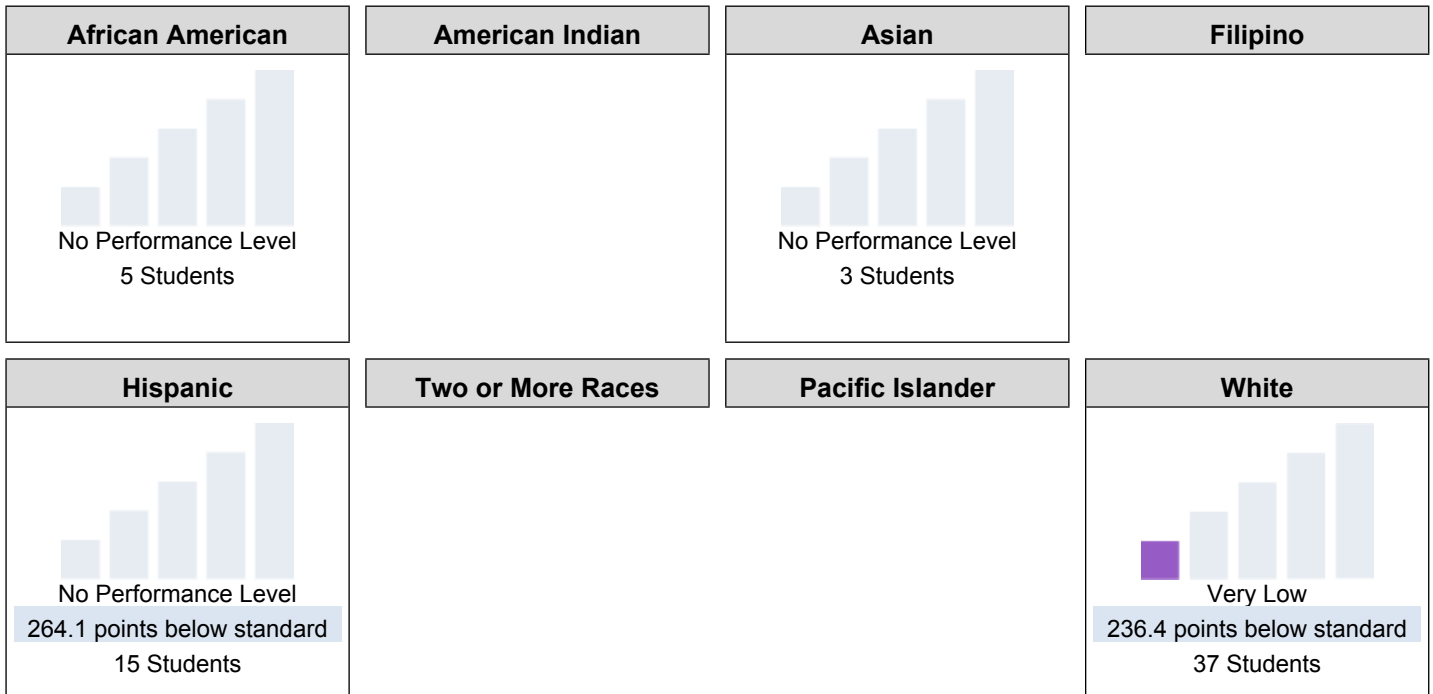 African American
American Indian
Asian
Filipino
No Performance Level
5 Students
No Performance Level
3 Students
Hispanic
Two or More Races
Pacific Islander
White
No Performance Level
264.1 points below standard
15 Students
Very Low
236.4 points below standard
37 Students